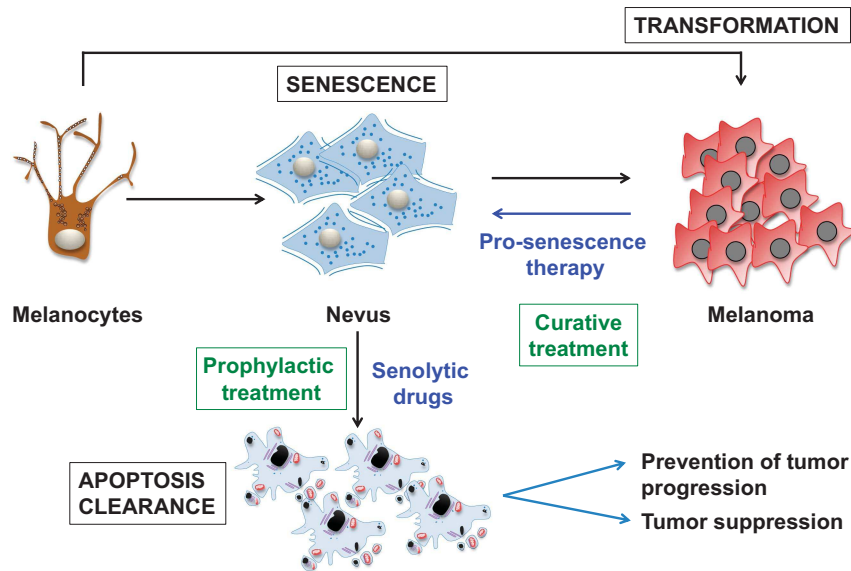 TRANSFORMATION
SENESCENCE
Pro-senescence
therapy
Melanocytes
Nevus
Melanoma
Curative
treatment
Prophylactic
treatment
Senolytic
drugs
APOPTOSIS
CLEARANCE
Prevention of tumor
progression
Tumor suppression